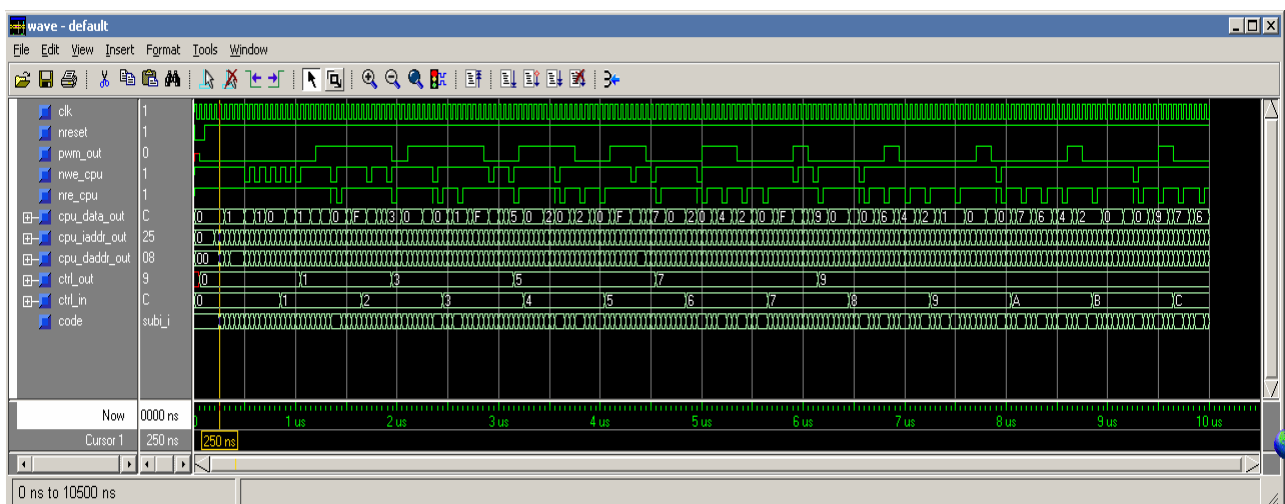 wave - default
File Edit View Insert Format Tools Window
clk 1
nreset 1
pwm_out 0
nwe_cpu 1
nre_cpu 1
cpu_data_out C
cpu_iaddr_out 25
cpu_daddr_out 08 00
ctrl_out 9 0 1 3 5 7 9
ctrl_in C 0 1 2 3 4 5 6 7 8 9 A B C
code subi_i
Now 0000 ns 1 us 2 us 3 us 4 us 5 us 6 us 7 us 8 us 9 us 10 us
Cursor 1 250 ns 250 ns
0 ns to 10500 ns